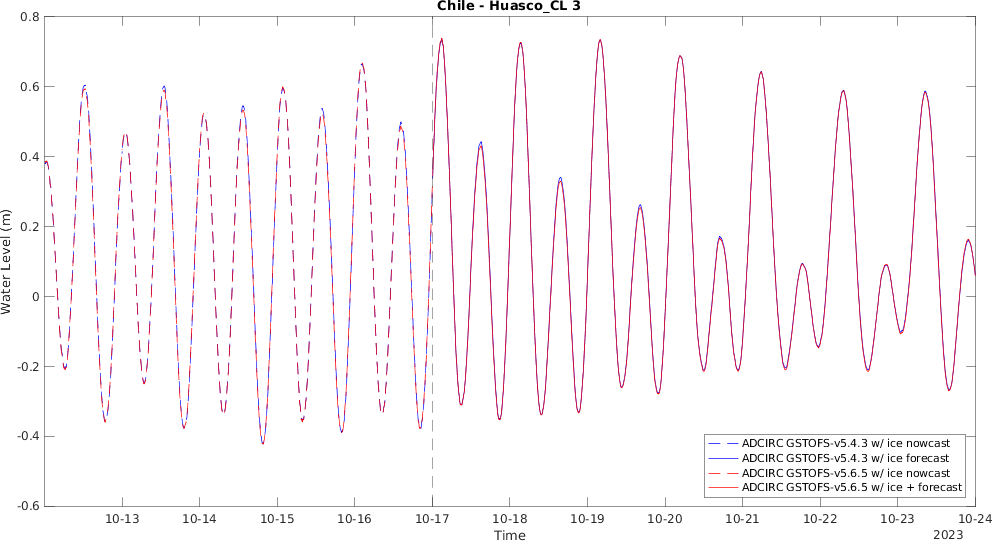 Chile - Huasco_CL 3
0.8
0.6
0.4
0.2
0
-0.2
-0.4
-0.6
Water Level (m)
ADCIRC GSTOFS-v5.4.3 w/ ice nowcast
ADCIRC GSTOFS-v5.4.3 w/ ice forecast
ADCIRC GSTOFS-v5.6.5 w/ ice nowcast
ADCIRC GSTOFS-v5.6.5 w/ ice + forecast
10-13 10-14 10-15 10-16 10-17 10-18 10-19 10-20 10-21 10-22 10-23 10-24
Time
2023